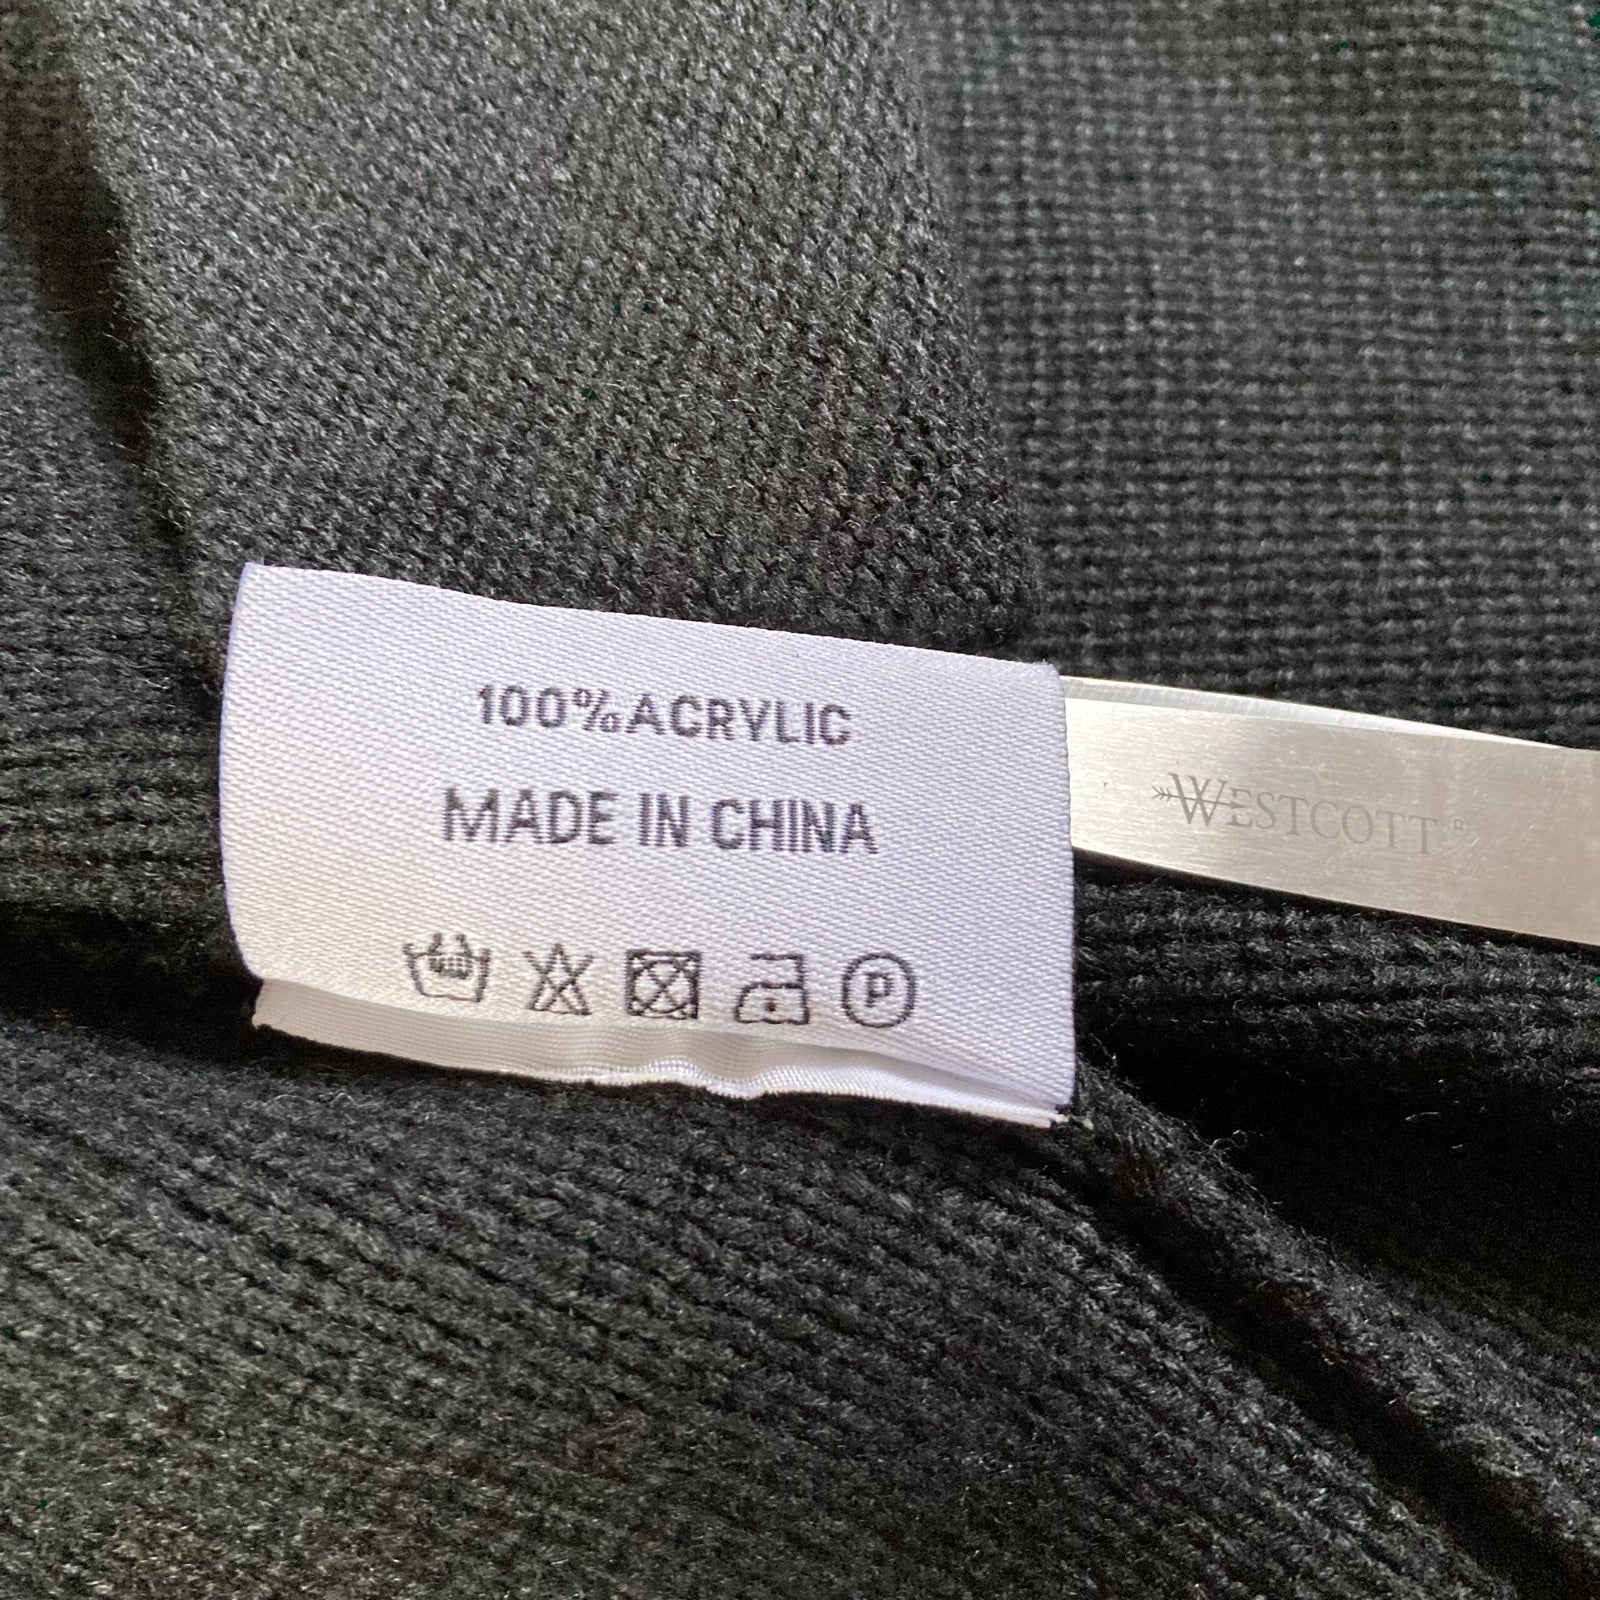 100%ACRYLIC
MADE IN CHINA
P
WESTCOTT®